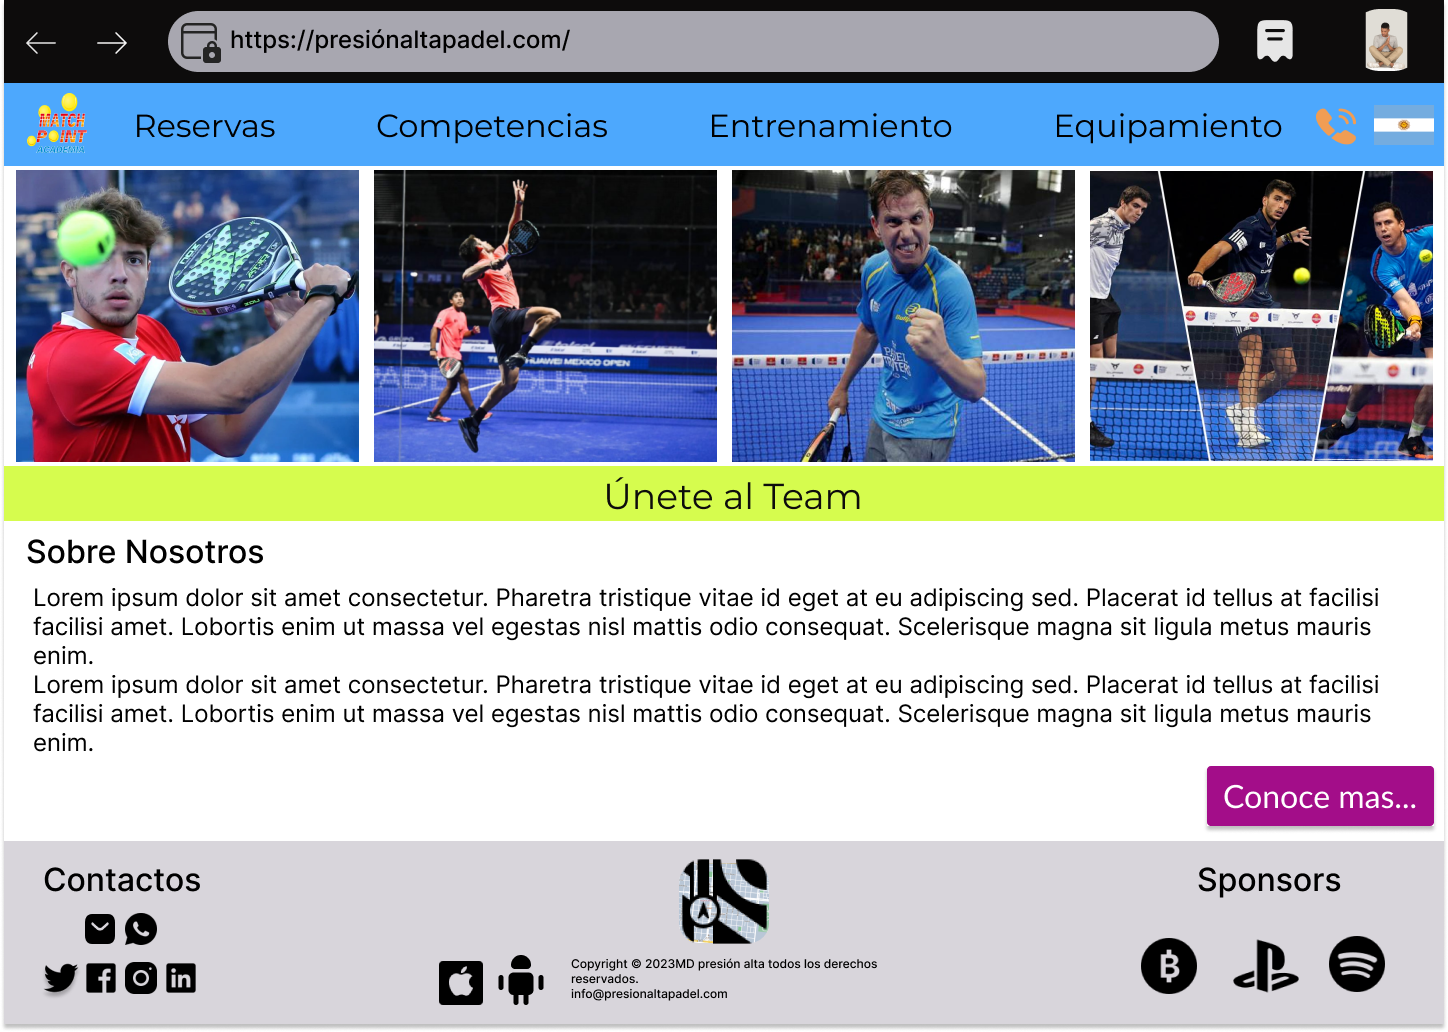 https://presiónaltapadel.com/
MATCH
POINT
ACADEMIA
Reservas
Competencias
Entrenamiento
Equipamiento
NOX
HUAWEI MEXICO OPEN
Únete al Team
Sobre Nosotros
Lorem ipsum dolor sit amet consectetur. Pharetra tristique vitae id eget at eu adipiscing sed. Placerat id tellus at facilisi
facilisi amet. Lobortis enim ut massa vel egestas nisl mattis odio consequat. Scelerisque magna sit ligula metus mauris
enim.
Lorem ipsum dolor sit amet consectetur. Pharetra tristique vitae id eget at eu adipiscing sed. Placerat id tellus at facilisi
facilisi amet. Lobortis enim ut massa vel egestas nisl mattis odio consequat. Scelerisque magna sit ligula metus mauris
enim.
Conoce mas...
Contactos
Sponsors
Copyright © 2023MD presión alta todos los derechos
reservados.
info@presionaltapadel.com